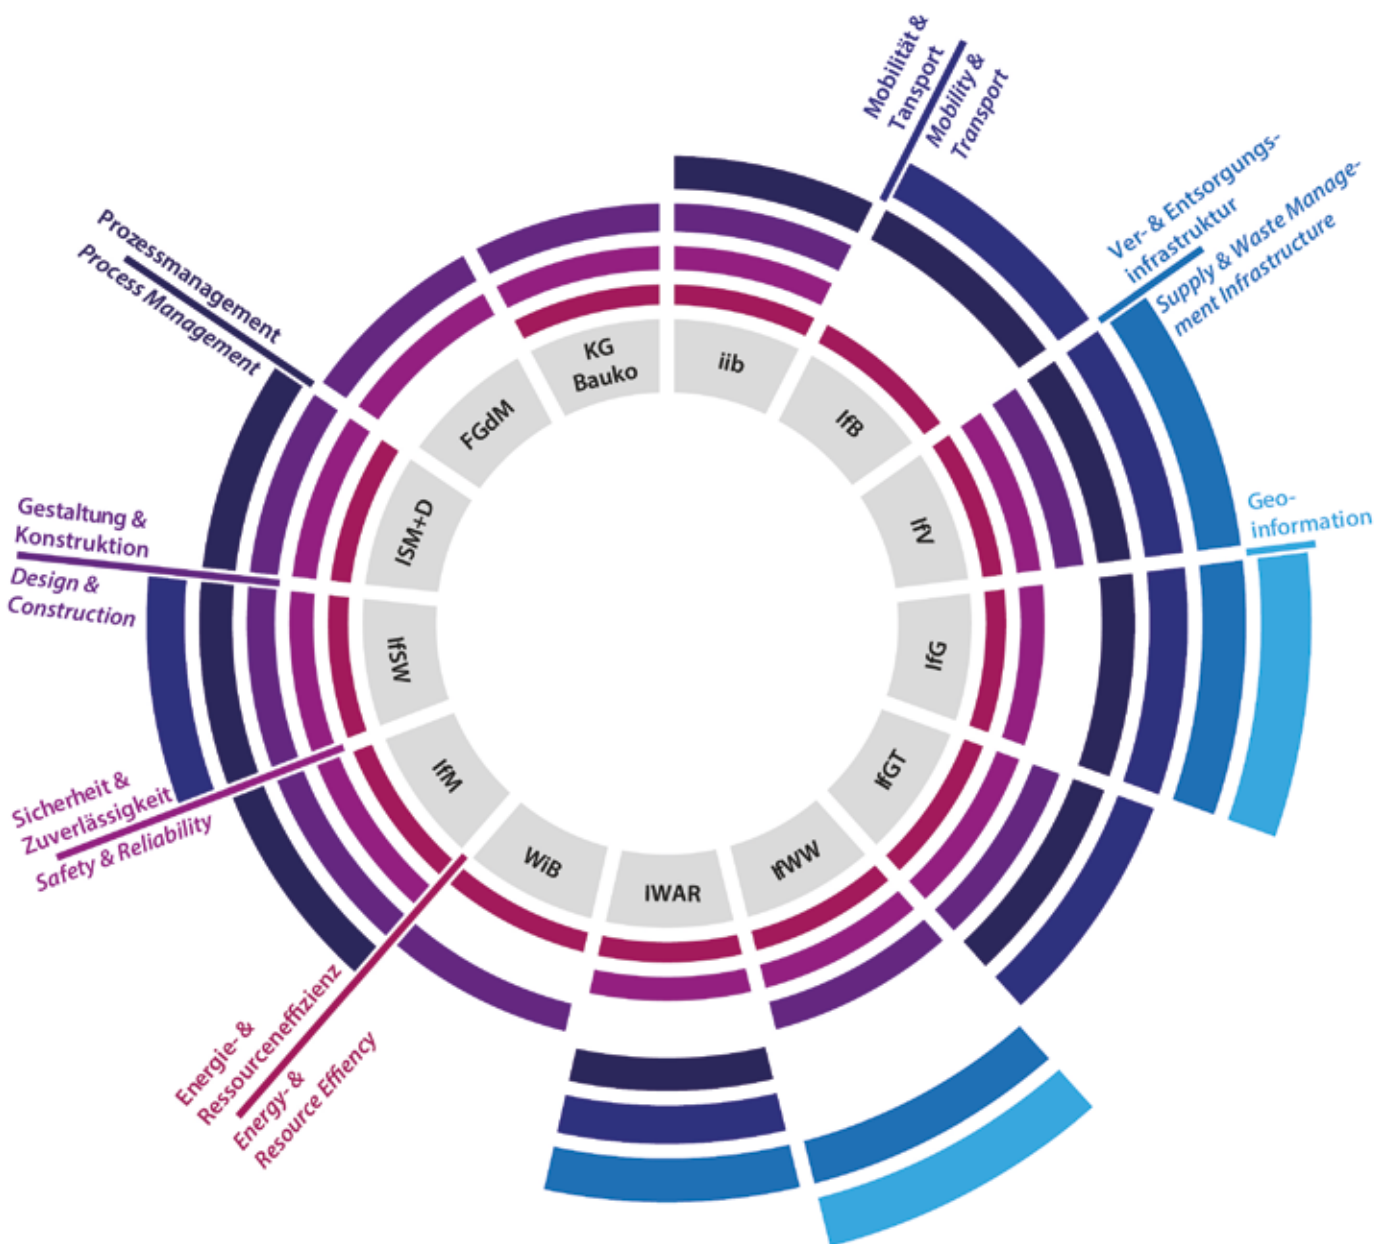 Mobilität &
Tansport
Mobility &
Transport
Ver- & Entsorgungs-
infrastruktur
Supply & Waste Manage-
ment Infrastructure
Geo-
information
Prozessmanagement
Process Management
Gestaltung &
Konstruktion
Design &
Construction
Sicherheit &
Zuverlässigkeit
Safety & Reliability
Energie- &
Ressourceneffizienz
Energy- &
Resource Effiency
KG
Bauko
iib
IfB
IfV
IfG
IfGT
IfWW
IWAR
WiB
IfM
IfSW
ISM+D
FGdM